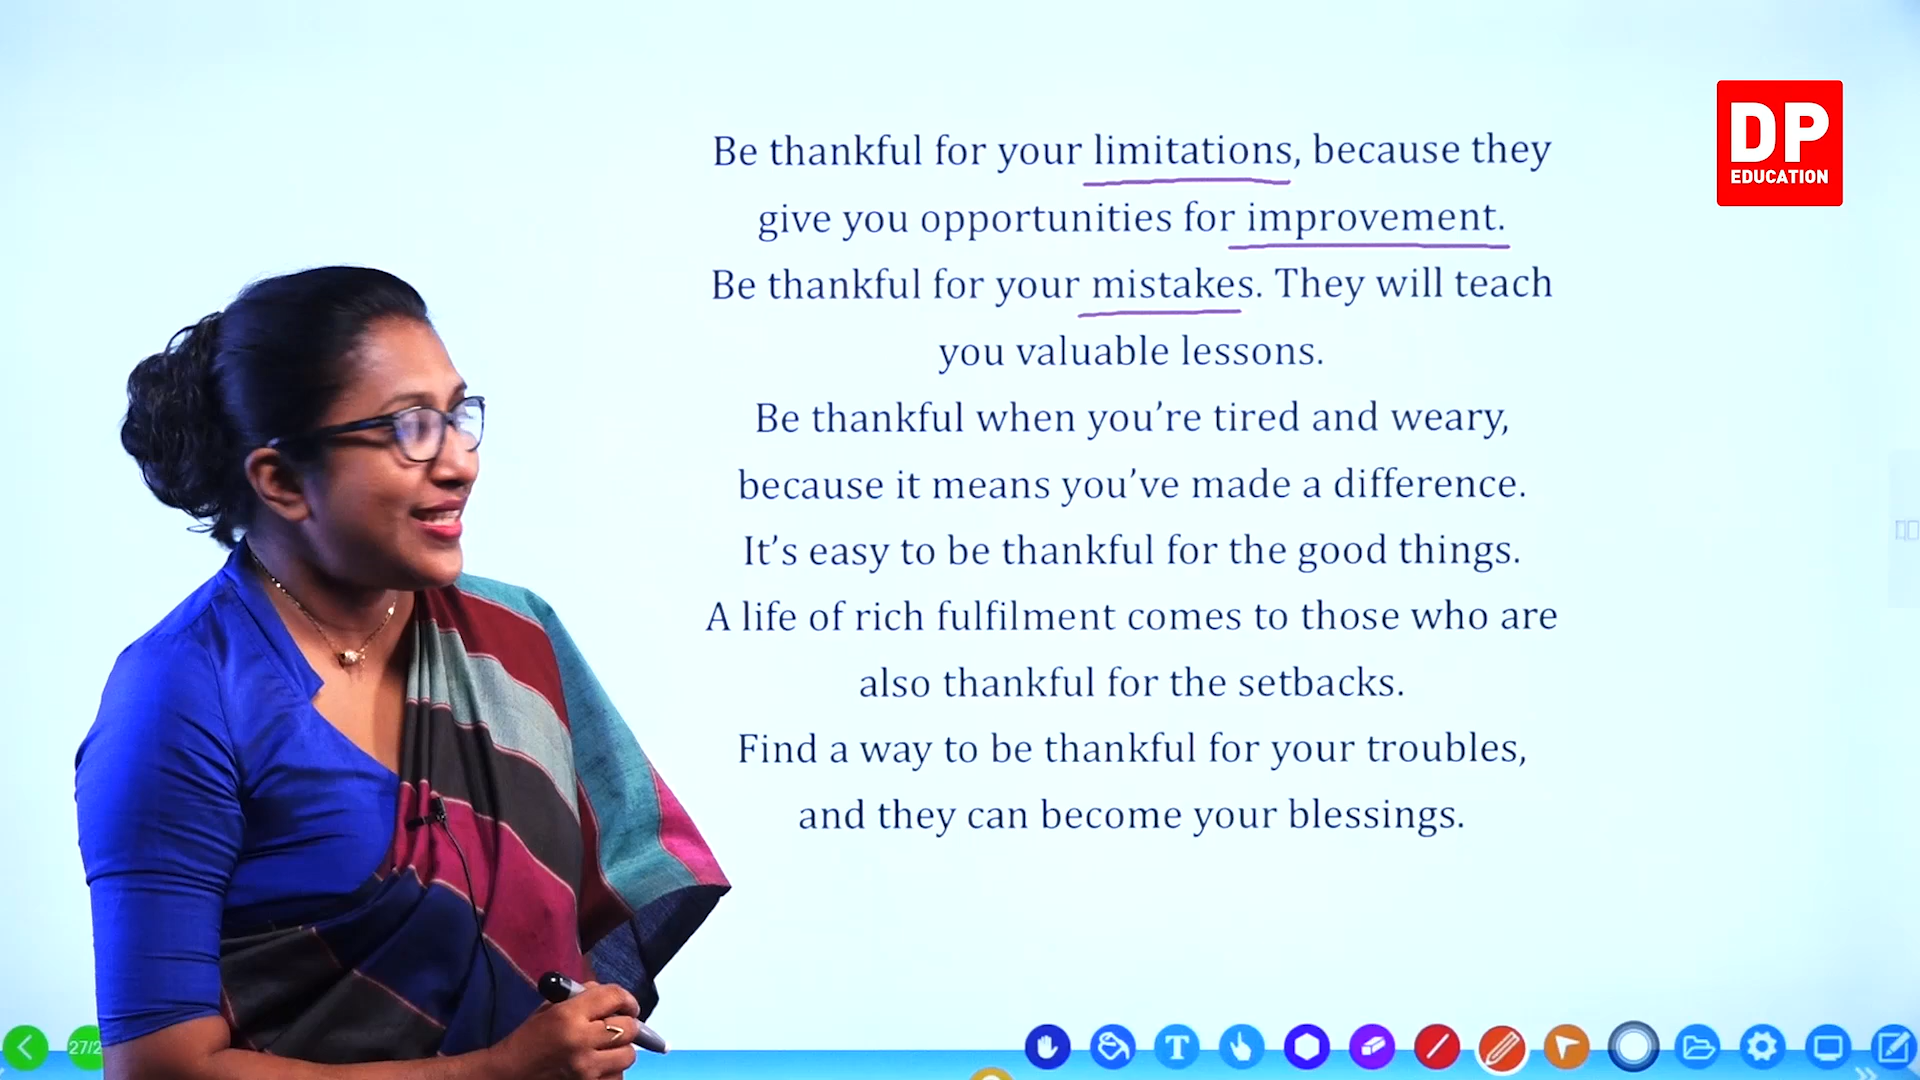 DP
EDUCATION
Be thankful for your limitations, because they
give you opportunities for improvement.
Be thankful for your mistakes. They will teach
you valuable lessons.
Be thankful when you’re tired and weary,
because it means you’ve made a difference.
It’s easy to be thankful for the good things.
A life of rich fulfilment comes to those who are
also thankful for the setbacks.
Find a way to be thankful for your troubles,
and they can become your blessings.
27/2
T